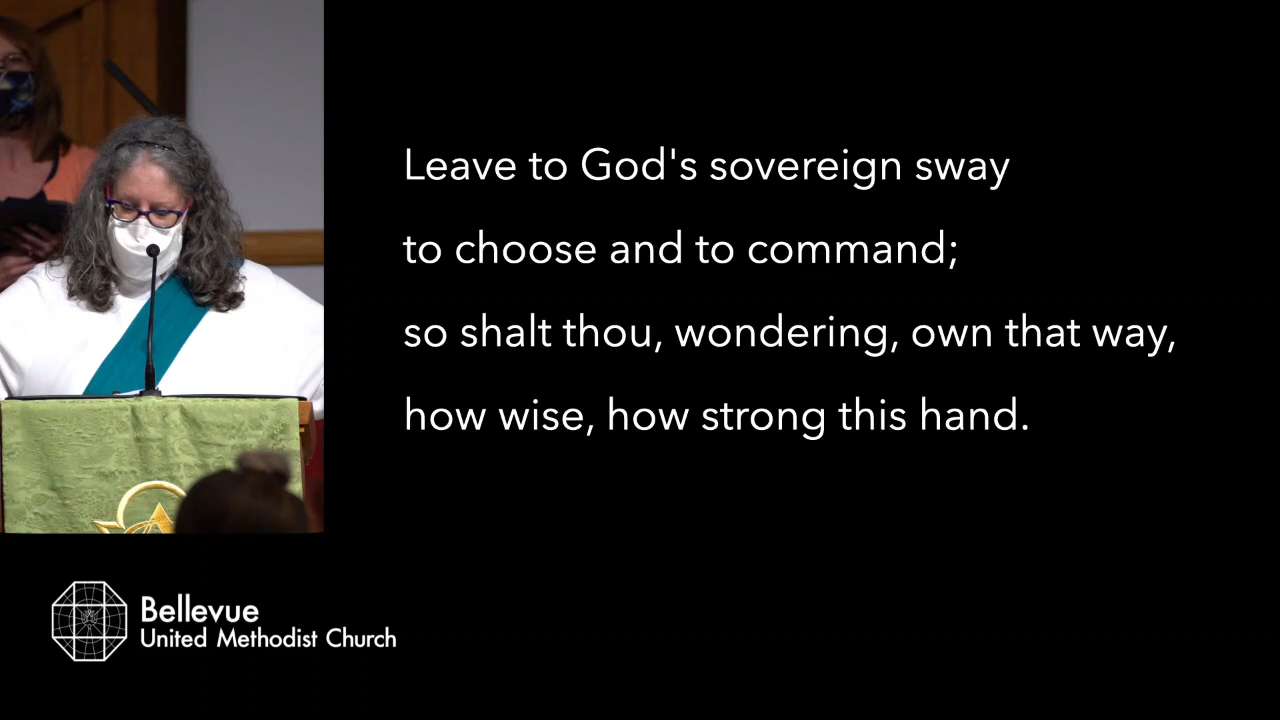 Leave to God's sovereign sway
to choose and to command;
so shalt thou, wondering, own that way,
how wise, how strong this hand.
Bellevue
United Methodist Church